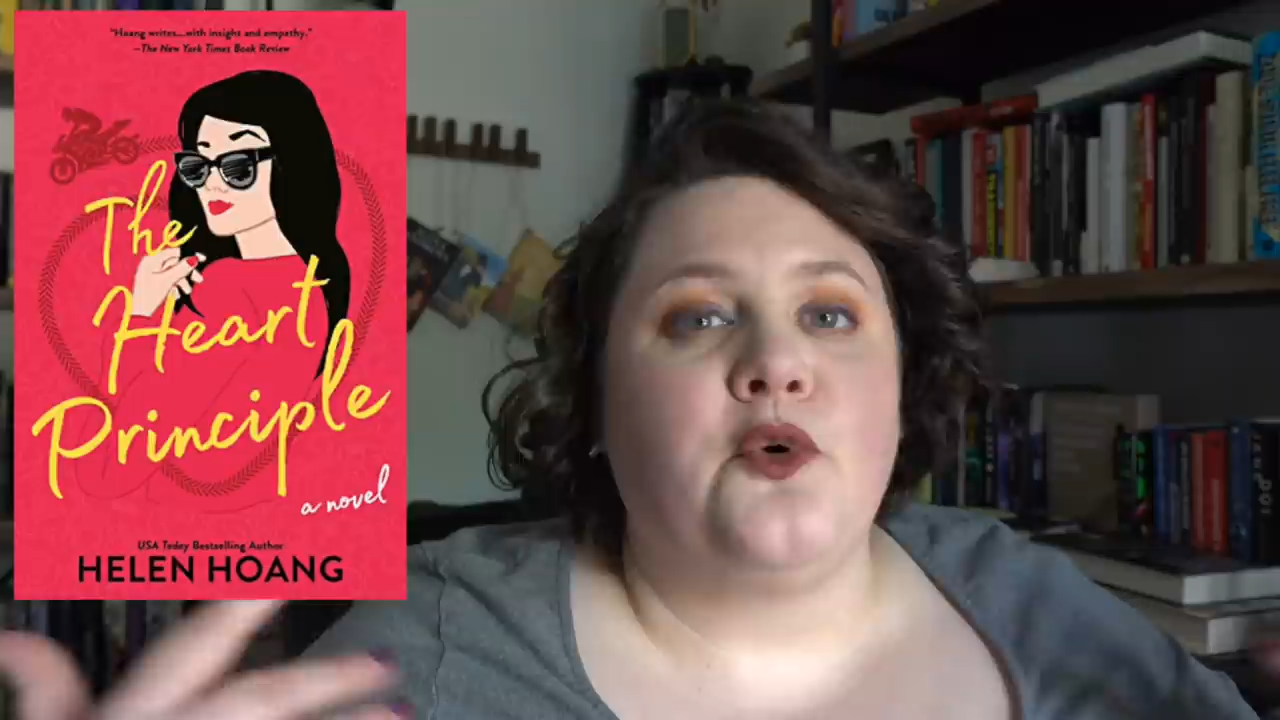 "Hoang writes...with insight and empathy."
—The New York Times Book Review
The
Heart
Principle
a novel
USA Today Bestselling Author
HELEN HOANG